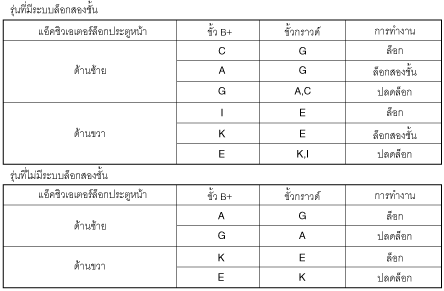 รุ่นที่มีระบบล็อกสองชั้น
แอ็คชิวเอเตอร์ล็อกประตูหน้า ขั้ว B+ ขั้วกราวด์ การทำงาน
ด้านซ้าย C G ล็อก
A G ล็อกสองชั้น
G A,C ปลดล็อก
ด้านขวา I E ล็อก
K E ล็อกสองชั้น
E K,I ปลดล็อก
รุ่นที่ไม่มีระบบล็อกสองชั้น
แอ็คชิวเอเตอร์ล็อกประตูหน้า ขั้ว B+ ขั้วกราวด์ การทำงาน
ด้านซ้าย A G ล็อก
G A ปลดล็อก
ด้านขวา K E ล็อก
E K ปลดล็อก